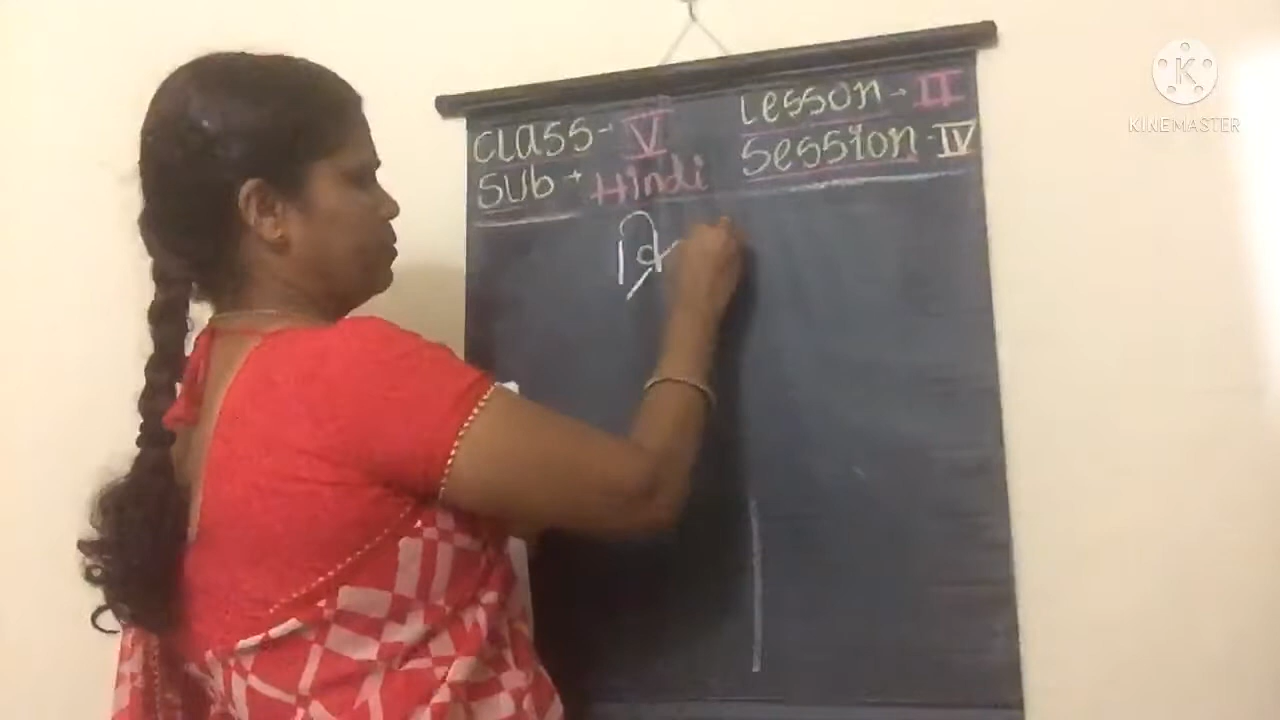 Class- V
Sub → Hindi
Lesson - II
Session - IV
K
KINEMASTER